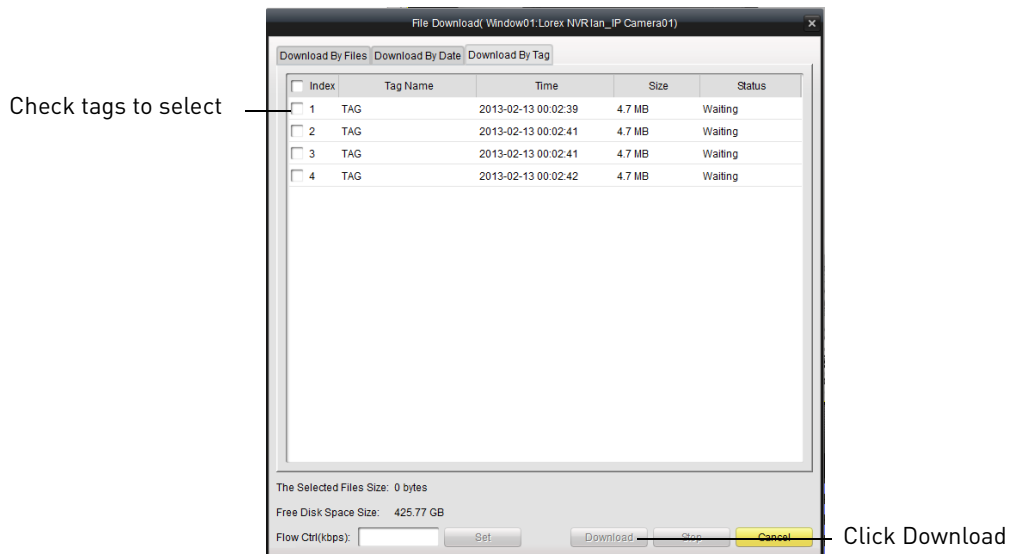 File Download( Window01:Lorex NVR Ian_IP Camera01)
Download By Files Download By Date Download By Tag
Index Tag Name Time Size Status
Check tags to select
1 TAG 2013-02-13 00:02:39 4.7 MB Waiting
2 TAG 2013-02-13 00:02:41 4.7 MB Waiting
3 TAG 2013-02-13 00:02:41 4.7 MB Waiting
4 TAG 2013-02-13 00:02:42 4.7 MB Waiting
The Selected Files Size: 0 bytes
Free Disk Space Size: 425.77 GB
Flow Ctrl(kbps): Set Download Stop Cancel
Click Download